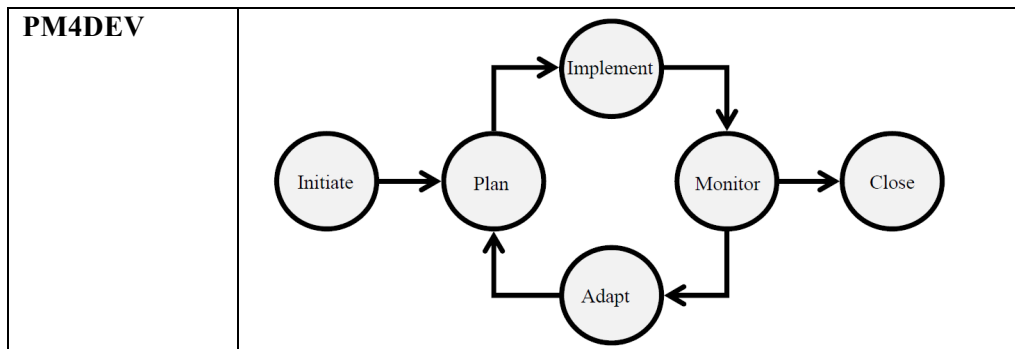 PM4DEV
Implement
Initiate
Plan
Monitor
Close
Adapt